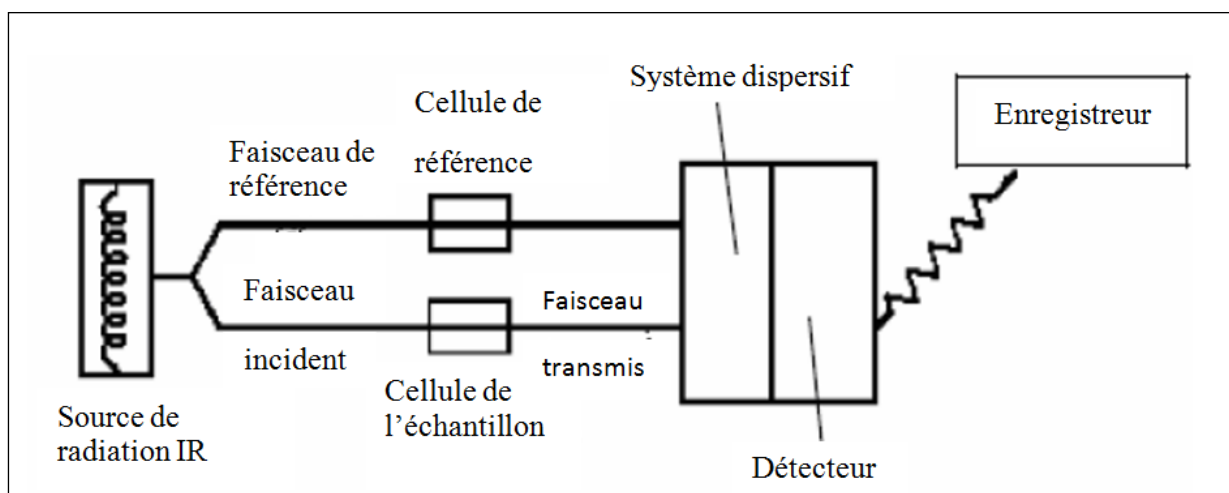 Système dispersif
Enregistreur
Cellule de
référence
Faisceau de
référence
Faisceau
incident
Faisceau
transmis
Cellule de
l’échantillon
Source de
radiation IR
Détecteur